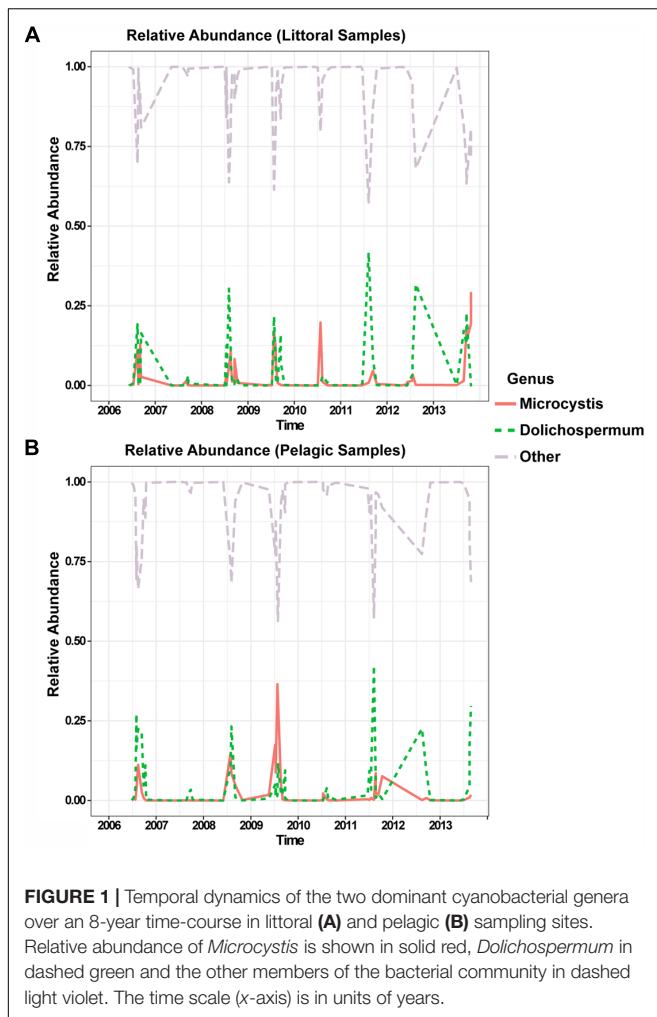 A
Relative Abundance (Littoral Samples)
1.00
0.75
0.50
0.25
0.00
Relative Abundance
2006 2007 2008 2009 2010 2011 2012 2013
Time
Genus
Microcystis
Dolichospermum
Other
B
Relative Abundance (Pelagic Samples)
1.00
0.75
0.50
0.25
0.00
Relative Abundance
2006 2007 2008 2009 2010 2011 2012 2013
Time
FIGURE 1 | Temporal dynamics of the two dominant cyanobacterial genera
over an 8-year time-course in littoral (A) and pelagic (B) sampling sites.
Relative abundance of Microcystis is shown in solid red, Dolichospermum in
dashed green and the other members of the bacterial community in dashed
light violet. The time scale (x-axis) is in units of years.